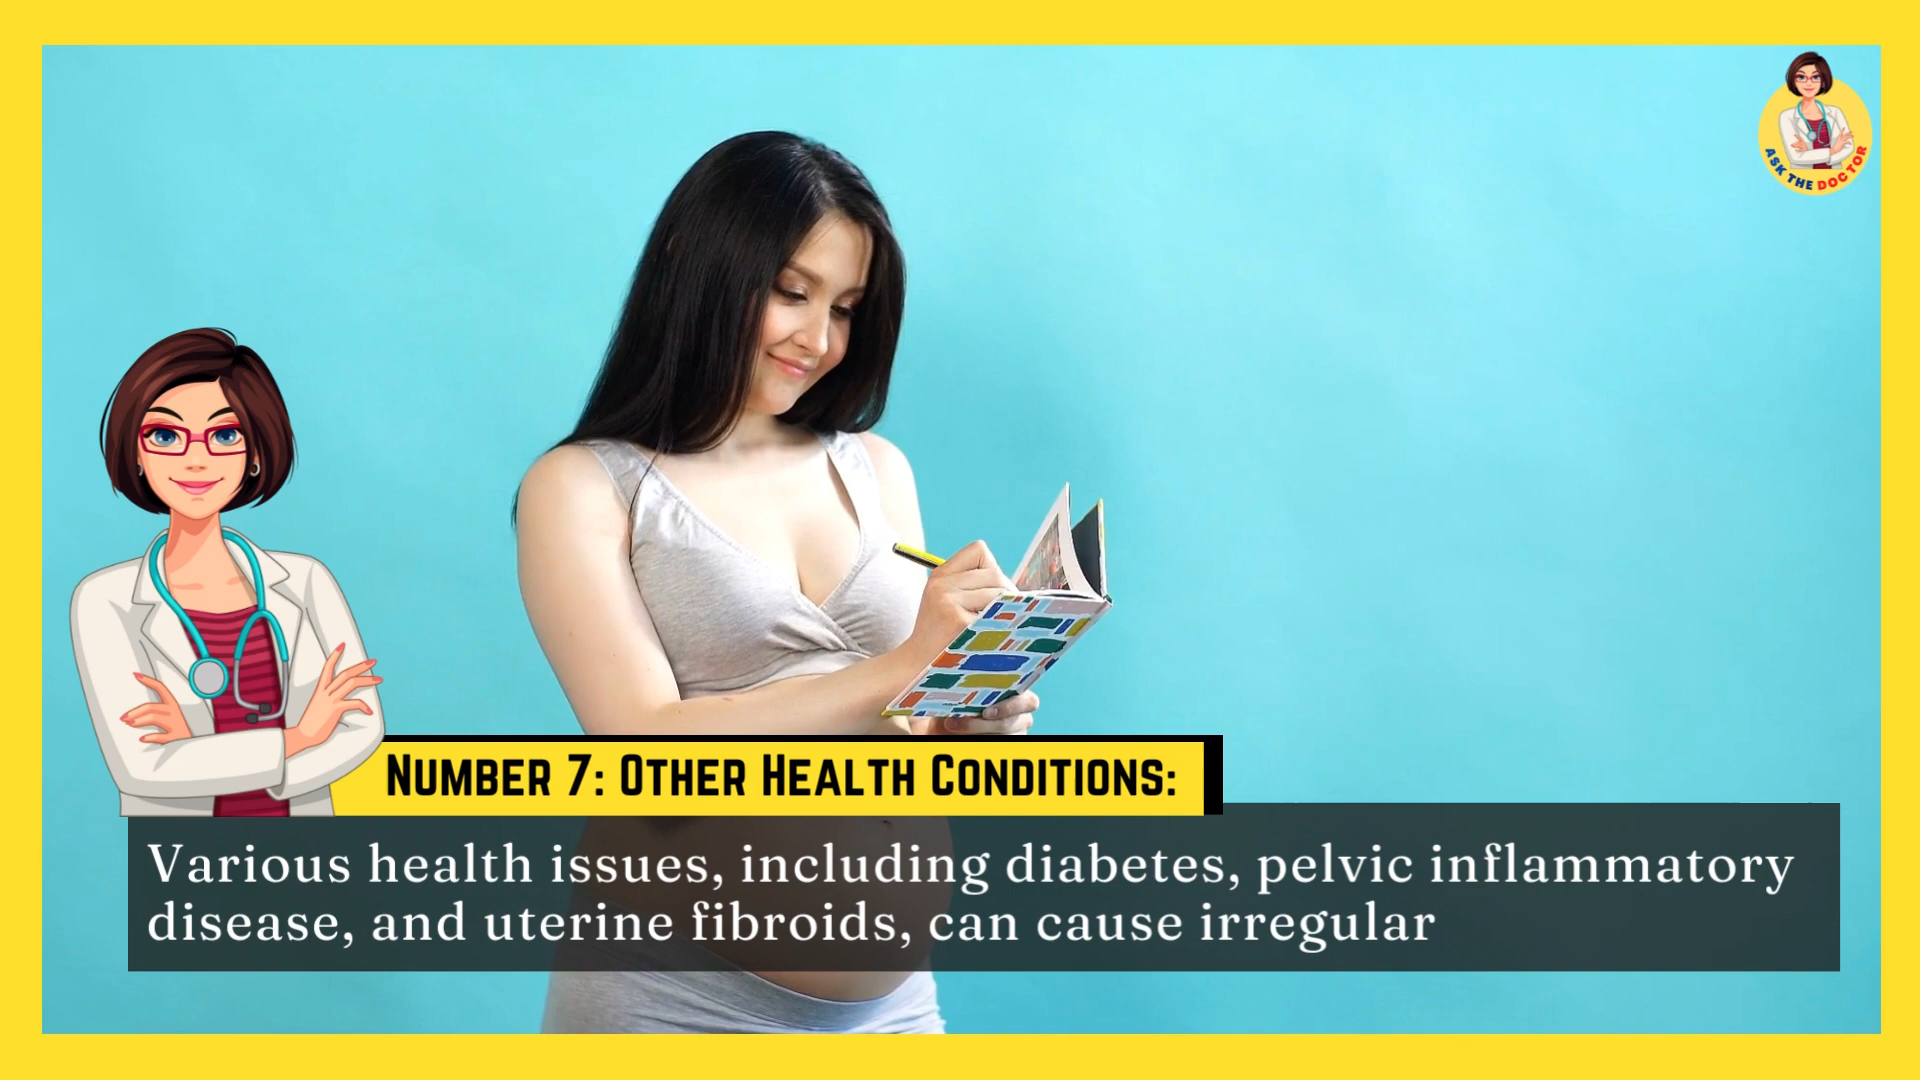 ASK THE DOCTOR
Number 7: Other Health Conditions:
Various health issues, including diabetes, pelvic inflammatory
disease, and uterine fibroids, can cause irregular